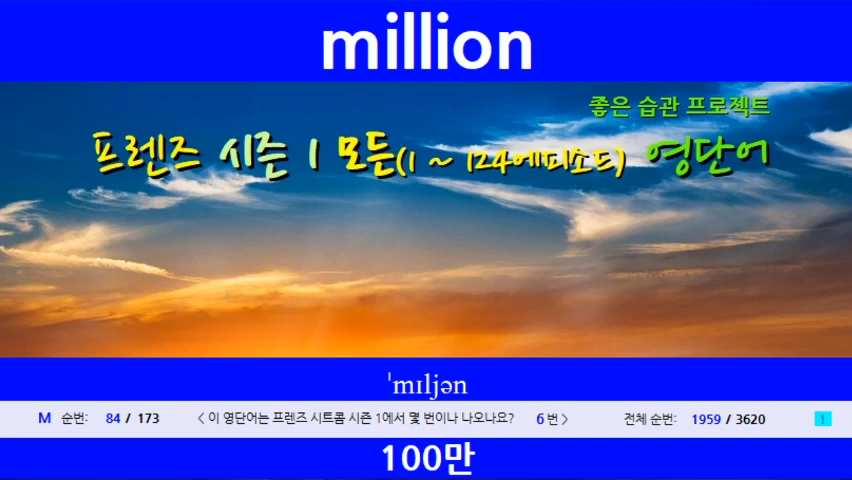 million
좋은 습관 프로젝트
프렌즈 시즌 1 모든(1 ~ 124에피소드) 영단어
ˈmɪljən
M 순번: 84 / 173 < 이 영단어는 프렌즈 시트콤 시즌 1에서 몇 번이나 나오나요? 6 번 > 전체 순번: 1959 / 3620 1
100만